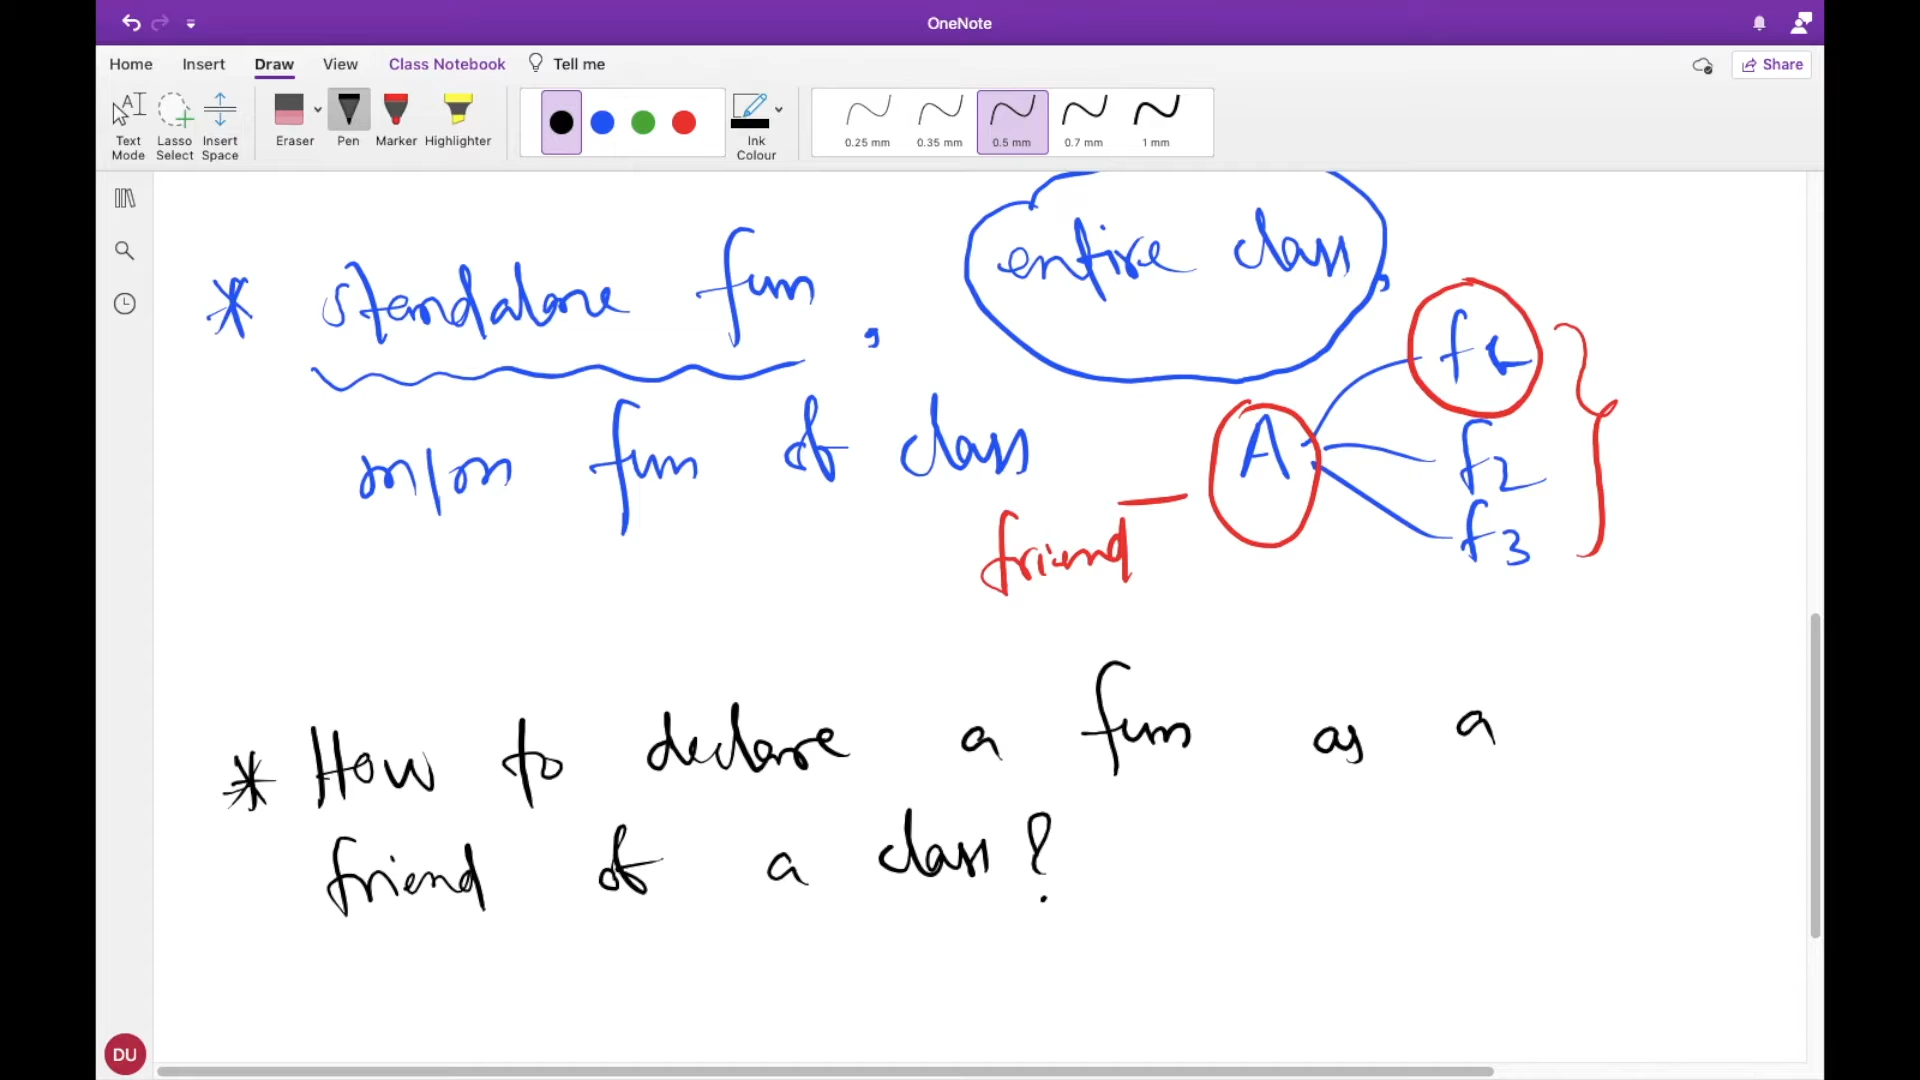 OneNote
Home Insert Draw View Class Notebook Tell me
Share
Text Mode
Lasso Select
Insert Space
Eraser
Pen
Marker
Highlighter
Ink Colour
0.25 mm
0.35 mm
0.5 mm
0.7 mm
1 mm
* standalone fun, entire class,
m/m fun of class
A
f1
f2
f3
friend
* How to declare a fun as a
friend of a class?
DU